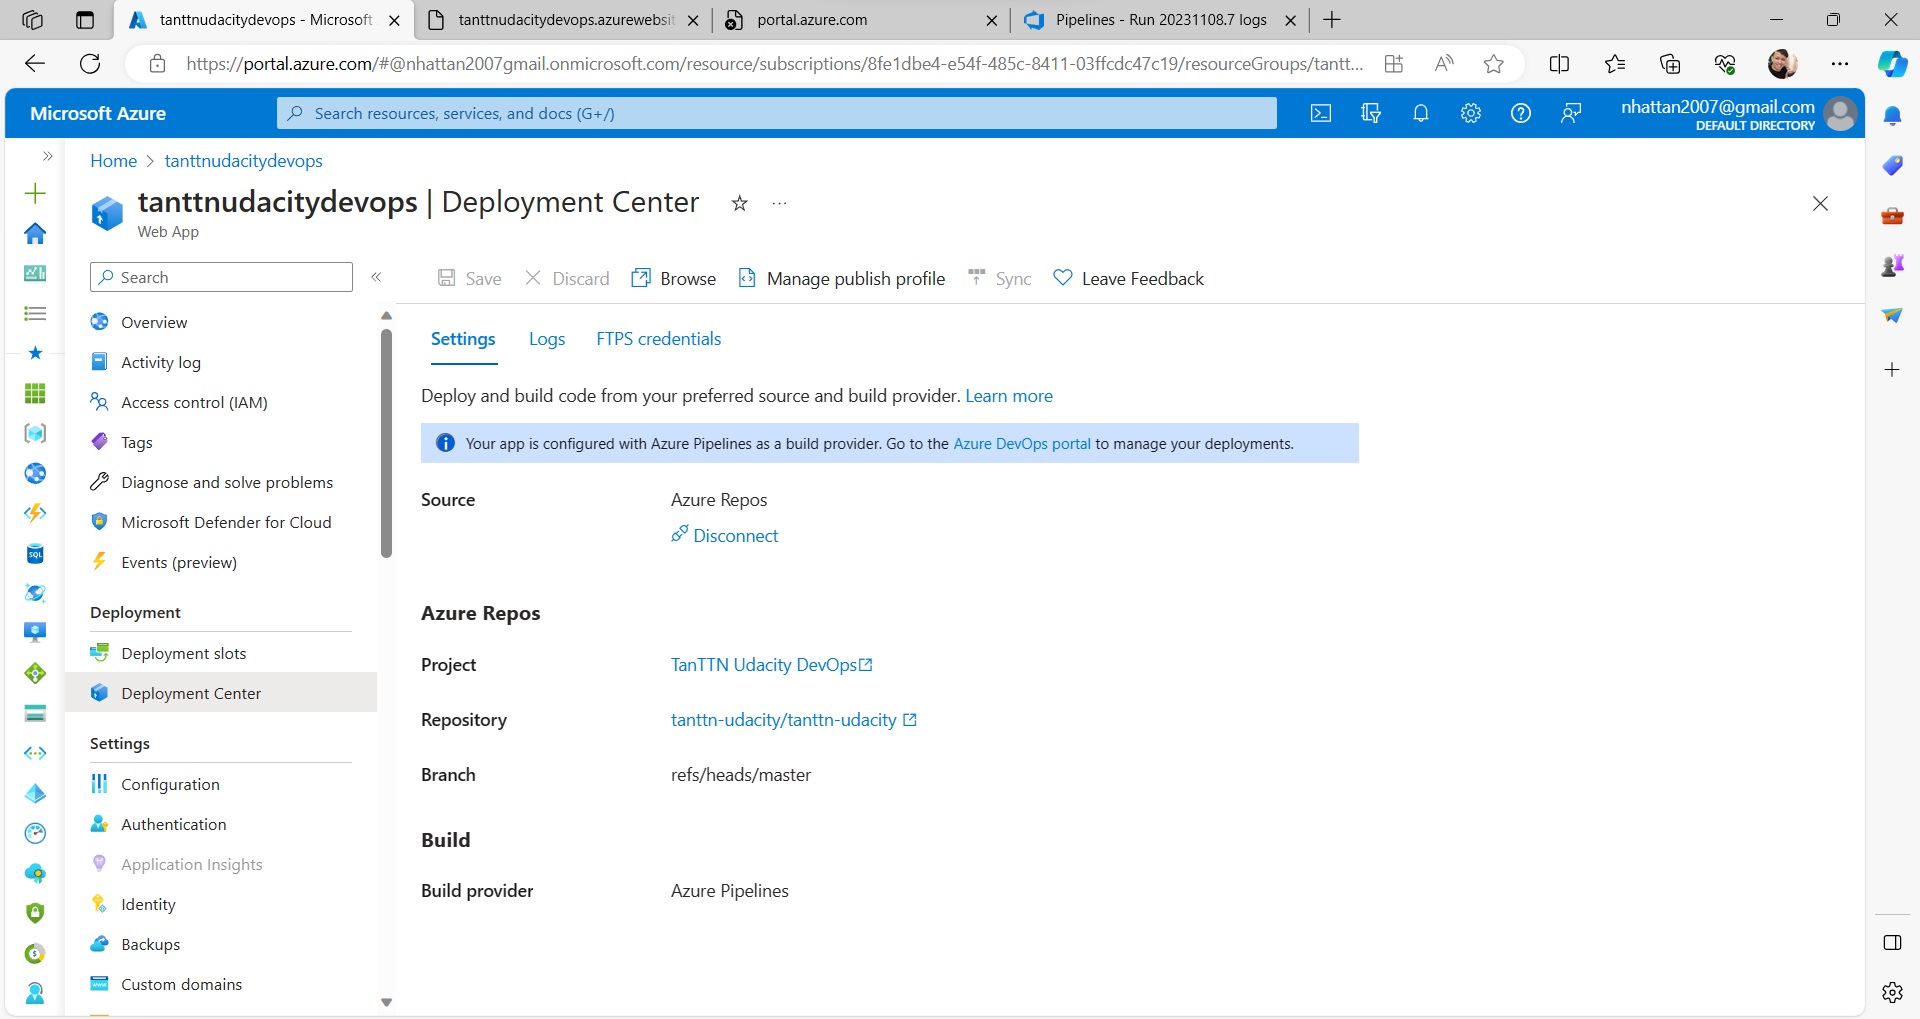 tanttnudacitydevops - Microsoft
tanttnudacitydevops.azurewebsit
portal.azure.com
Pipelines - Run 20231108.7 logs
https://portal.azure.com/#@nhattan2007gmail.onmicrosoft.com/resource/subscriptions/8fe1dbe4-e54f-485c-8411-03ffcdc47c19/resourceGroups/tantt...
Microsoft Azure
Search resources, services, and docs (G+/)
nhattan2007@gmail.com
DEFAULT DIRECTORY
Home > tanttnudacitydevops
tanttnudacitydevops | Deployment Center
Web App
Search
Save
Discard
Browse
Manage publish profile
Sync
Leave Feedback
Overview
Activity log
Access control (IAM)
Tags
Diagnose and solve problems
Microsoft Defender for Cloud
Events (preview)
Deployment
Deployment slots
Deployment Center
Settings
Configuration
Authentication
Application Insights
Identity
Backups
Custom domains
Settings
Logs
FTPS credentials
Deploy and build code from your preferred source and build provider. Learn more
Your app is configured with Azure Pipelines as a build provider. Go to the Azure DevOps portal to manage your deployments.
Source
Azure Repos
Disconnect
Azure Repos
Project
TanTTN Udacity DevOps
Repository
tanttn-udacity/tanttn-udacity
Branch
refs/heads/master
Build
Build provider
Azure Pipelines